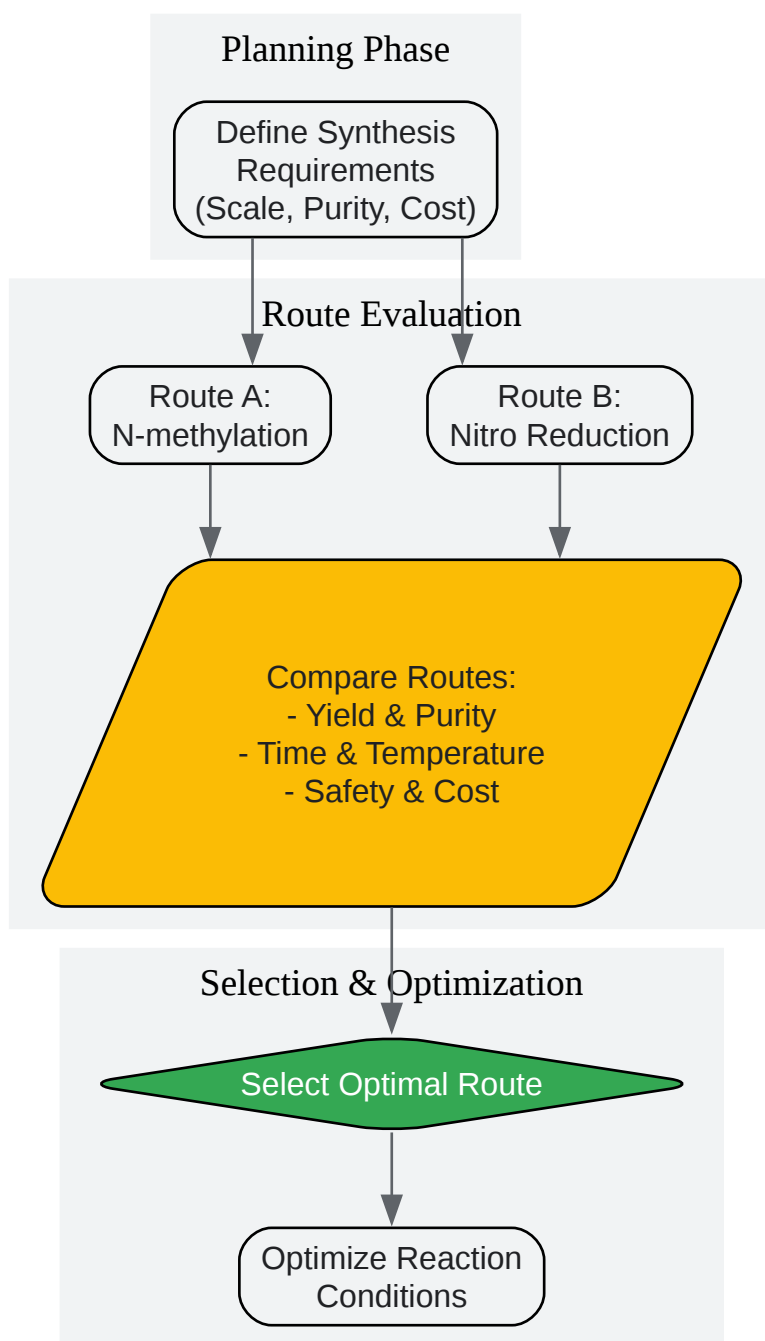 Planning Phase
Define Synthesis
Requirements
(Scale, Purity, Cost)
Route Evaluation
Route A:
N-methylation
Route B:
Nitro Reduction
Compare Routes:
- Yield & Purity
- Time & Temperature
- Safety & Cost
Selection & Optimization
Select Optimal Route
Optimize Reaction
Conditions